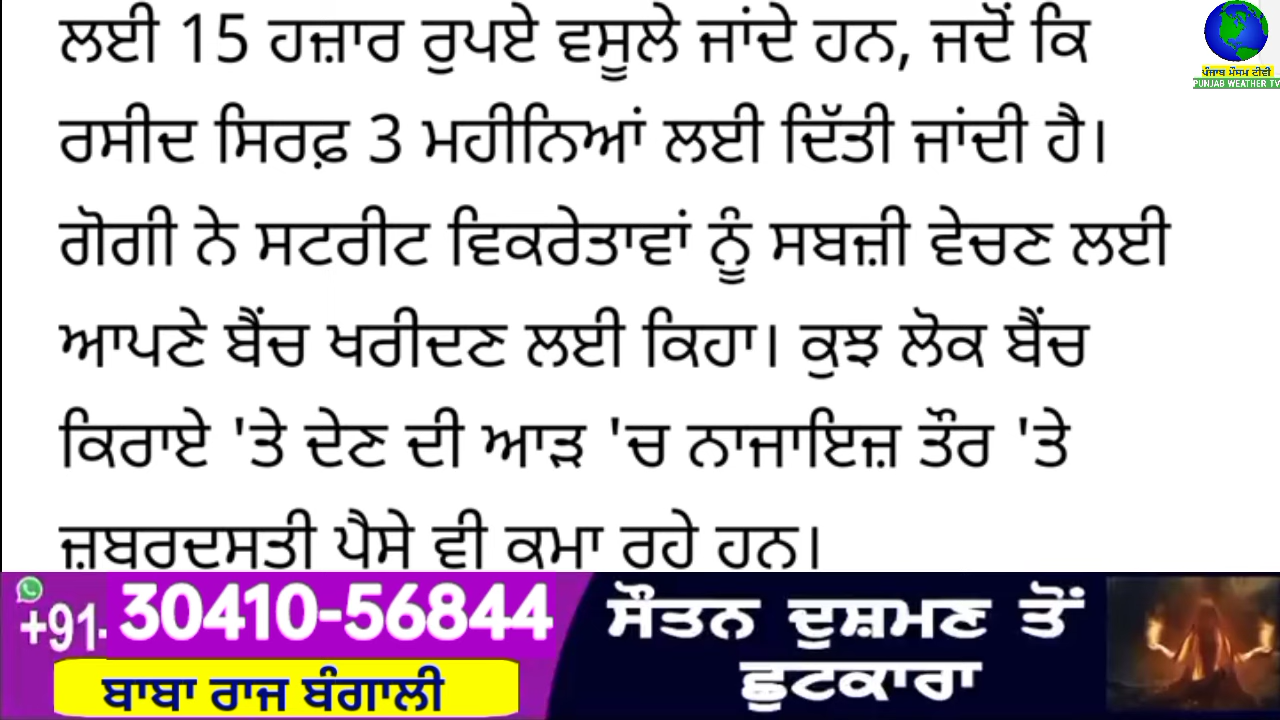 ਲਈ 15 ਹਜ਼ਾਰ ਰੁਪਏ ਵਸੂਲੇ ਜਾਂਦੇ ਹਨ, ਜਦੋਂ ਕਿ
ਰਸੀਦ ਸਿਰਫ਼ 3 ਮਹੀਨਿਆਂ ਲਈ ਦਿੱਤੀ ਜਾਂਦੀ ਹੈ।
ਗੋਗੀ ਨੇ ਸਟਰੀਟ ਵਿਕਰੇਤਾਵਾਂ ਨੂੰ ਸਬਜ਼ੀ ਵੇਚਣ ਲਈ
ਆਪਣੇ ਬੈਂਚ ਖਰੀਦਣ ਲਈ ਕਿਹਾ। ਕੁਝ ਲੋਕ ਬੈਂਚ
ਕਿਰਾਏ 'ਤੇ ਦੇਣ ਦੀ ਆੜ 'ਚ ਨਾਜਾਇਜ਼ ਤੌਰ 'ਤੇ
ਜ਼ਬਰਦਸਤੀ ਪੈਸੇ ਵੀ ਕਮਾ ਰਹੇ ਹਨ।
ਪੰਜਾਬ ਮੌਸਮ ਟੀਵੀ
PUNJAB WEATHER TV
+91- 30410-56844
ਬਾਬਾ ਰਾਜ ਬੰਗਾਲੀ
ਸੌਤਨ ਦੁਸ਼ਮਣ ਤੋਂ
ਛੁਟਕਾਰਾ